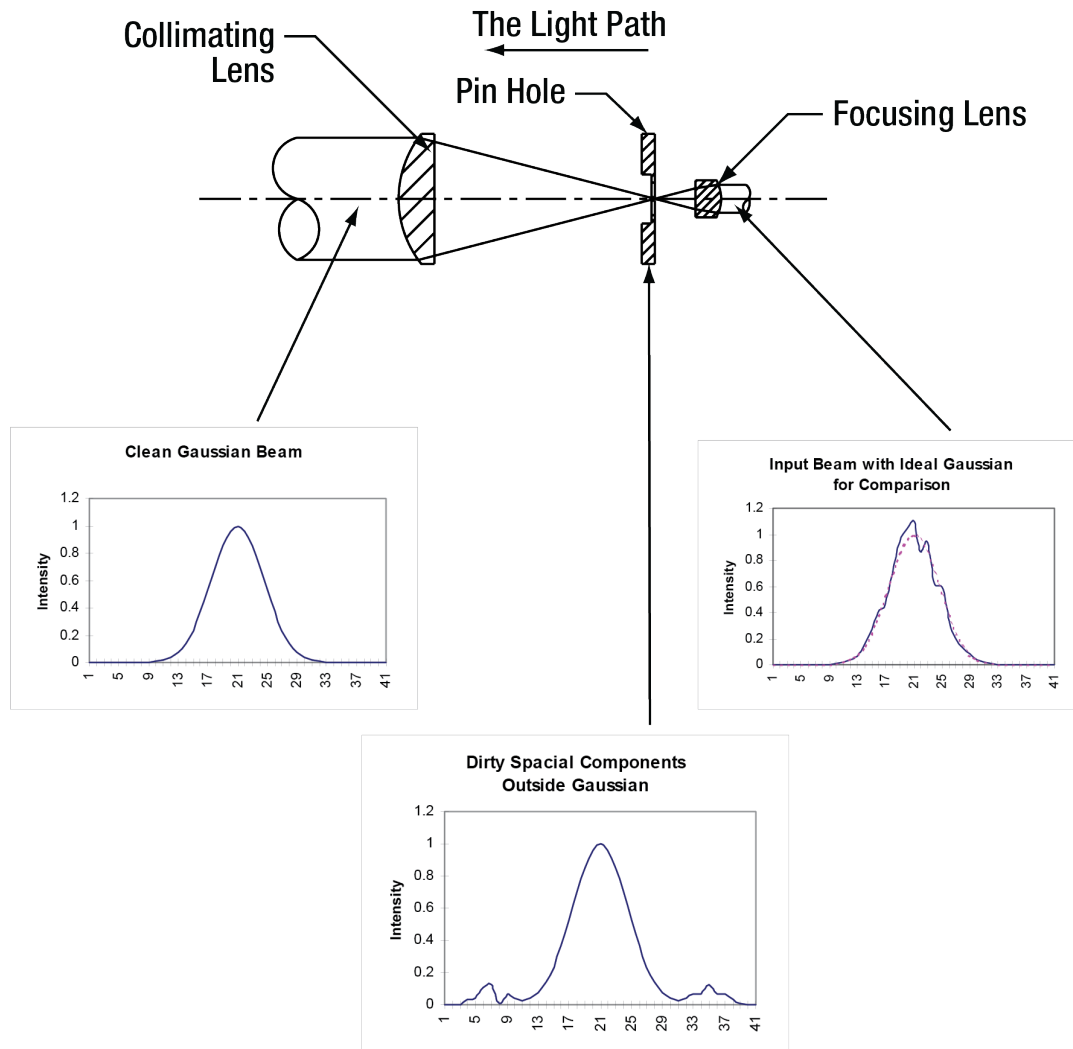 The Light Path
Collimating
Lens
Pin Hole
Focusing Lens
Clean Gaussian Beam
1.2
1
0.8
0.6
0.4
0.2
0
Intensity
1 5 9 13 17 21 25 29 33 37 41
Input Beam with Ideal Gaussian
for Comparison
1.2
1
0.8
0.6
0.4
0.2
0
Intensity
1 5 9 13 17 21 25 29 33 37 41
Dirty Spacial Components
Outside Gaussian
1.2
1
0.8
0.6
0.4
0.2
0
Intensity
1 5 9 13 17 21 25 29 33 37 41